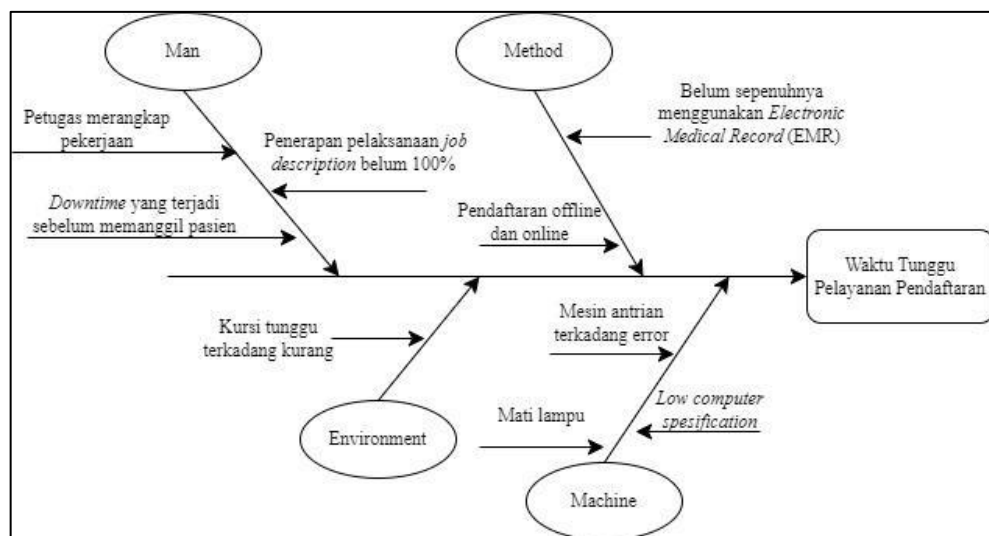 Man
Method
Petugas merangkap
pekerjaan
Penerapan pelaksanaan job
description belum 100%
Downtime yang terjadi
sebelum memanggil pasien
Belum sepenuhnya
menggunakan Electronic
Medical Record (EMR)
Pendaftaran offline
dan online
Waktu Tunggu
Pelayanan Pendaftaran
Kursi tunggu
terkadang kurang
Mesin antrian
terkadang error
Low computer
spesification
Mati lampu
Environment
Machine